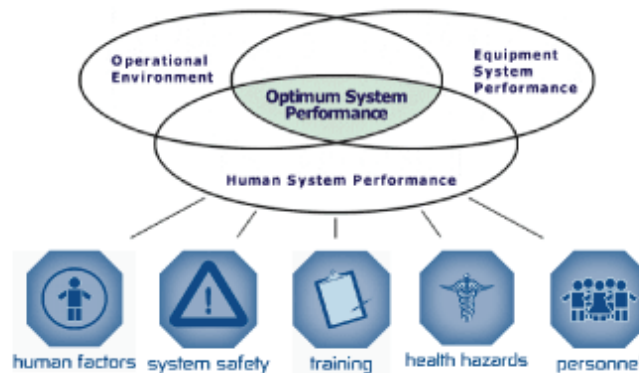 Operational
Environment
Equipment
System
Performance
Optimum System
Performance
Human System Performance
!
human factors
system safety
training
health hazards
personne